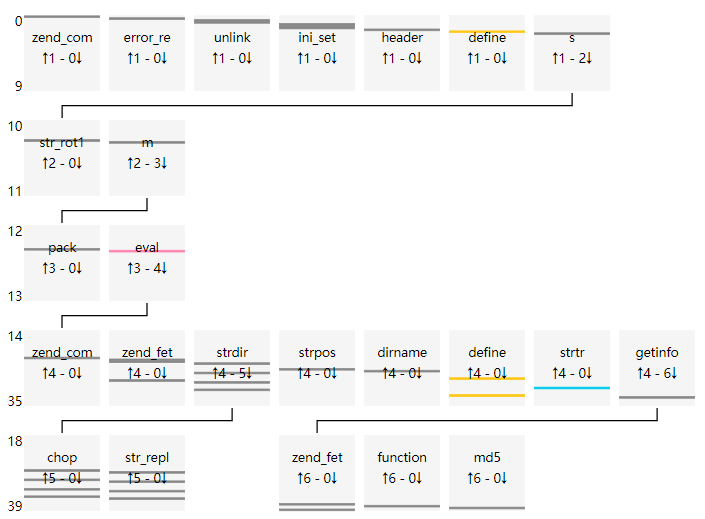 0
zend_com error_re unlink ini_set header define s
↑1 - 0↓ ↑1 - 0↓ ↑1 - 0↓ ↑1 - 0↓ ↑1 - 0↓ ↑1 - 0↓ ↑1 - 2↓
9
10
str_rot1 m
↑2 - 0↓ ↑2 - 3↓
11
12
pack eval
↑3 - 0↓ ↑3 - 4↓
13
14
zend_com zend_fet strdir strpos dirname define strtr getinfo
↑4 - 0↓ ↑4 - 0↓ ↑4 - 5↓ ↑4 - 0↓ ↑4 - 0↓ ↑4 - 0↓ ↑4 - 0↓ ↑4 - 6↓
35
18
chop str_repl zend_fet function md5
↑5 - 0↓ ↑5 - 0↓ ↑6 - 0↓ ↑6 - 0↓ ↑6 - 0↓
39